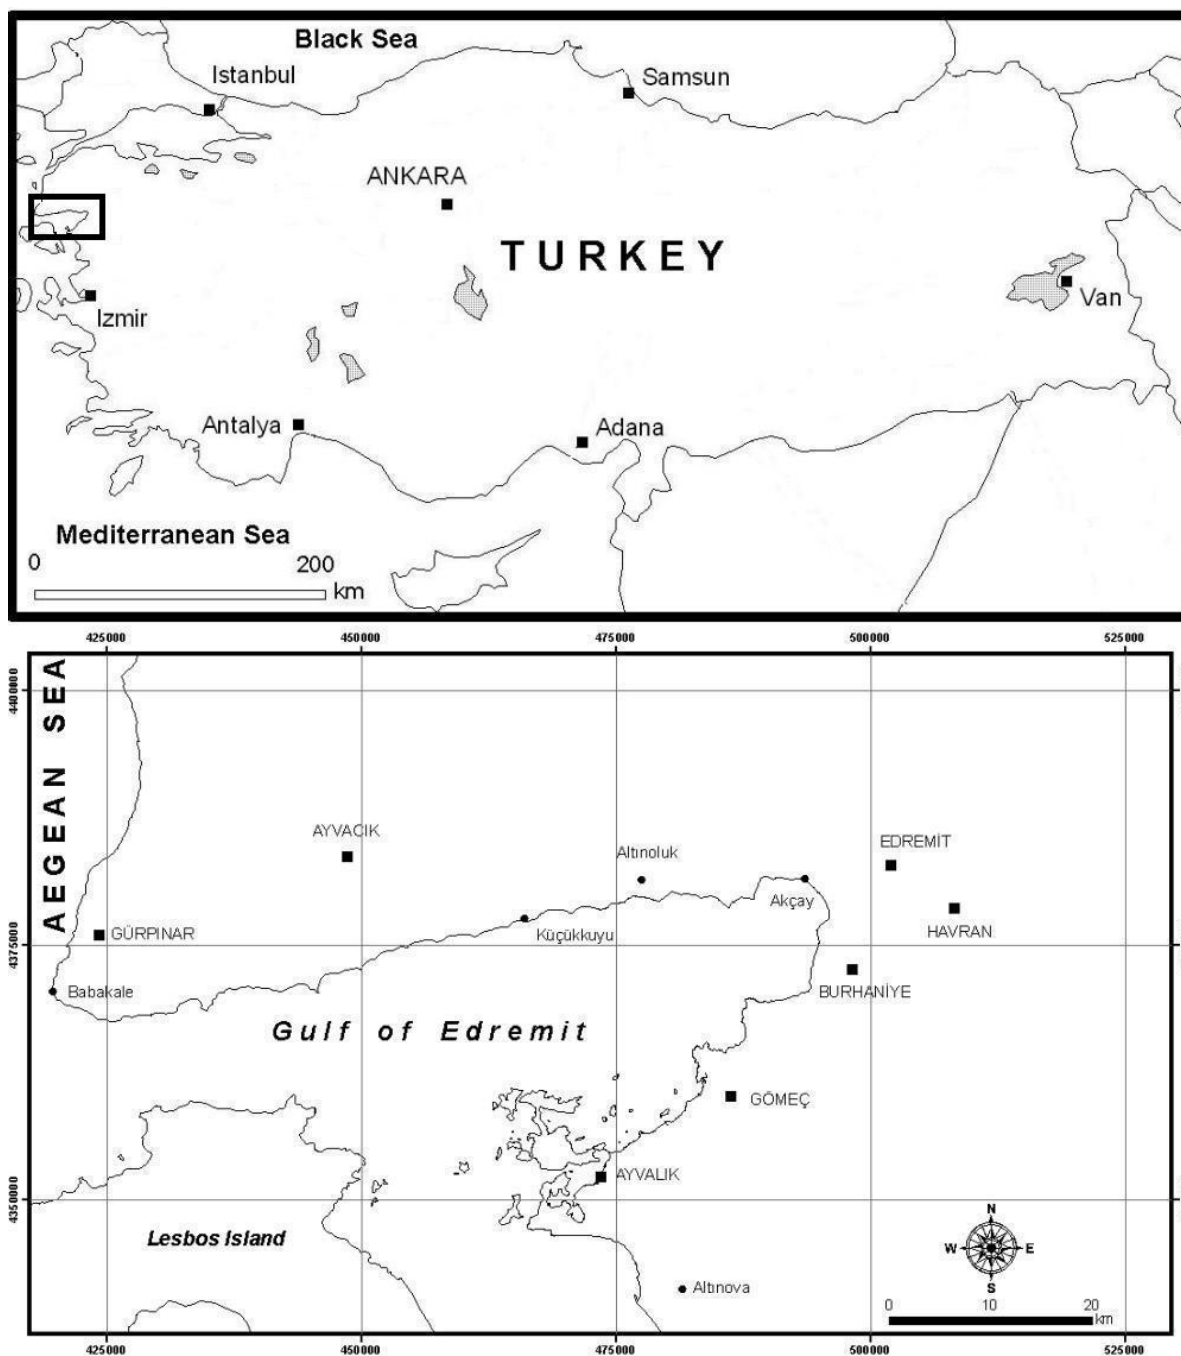 Black Sea
Istanbul
Samsun
ANKARA
TURKEY
Van
Izmir
Antalya
Adana
Mediterranean Sea
0 200
km
425000 450000 475000 500000 525000
4400000
AEGEAN SEA
AYVACIK
Altınoluk
EDREMİT
Akçay
GÜRPINAR
Küçükkuyu
HAVRAN
4375000
Babakale
BURHANİYE
Gulf of Edremit
GÖMEÇ
AYVALIK
4350000
Lesbos Island
N
W E
S
Altınova
0 10 20
km
425000 450000 475000 500000 525000